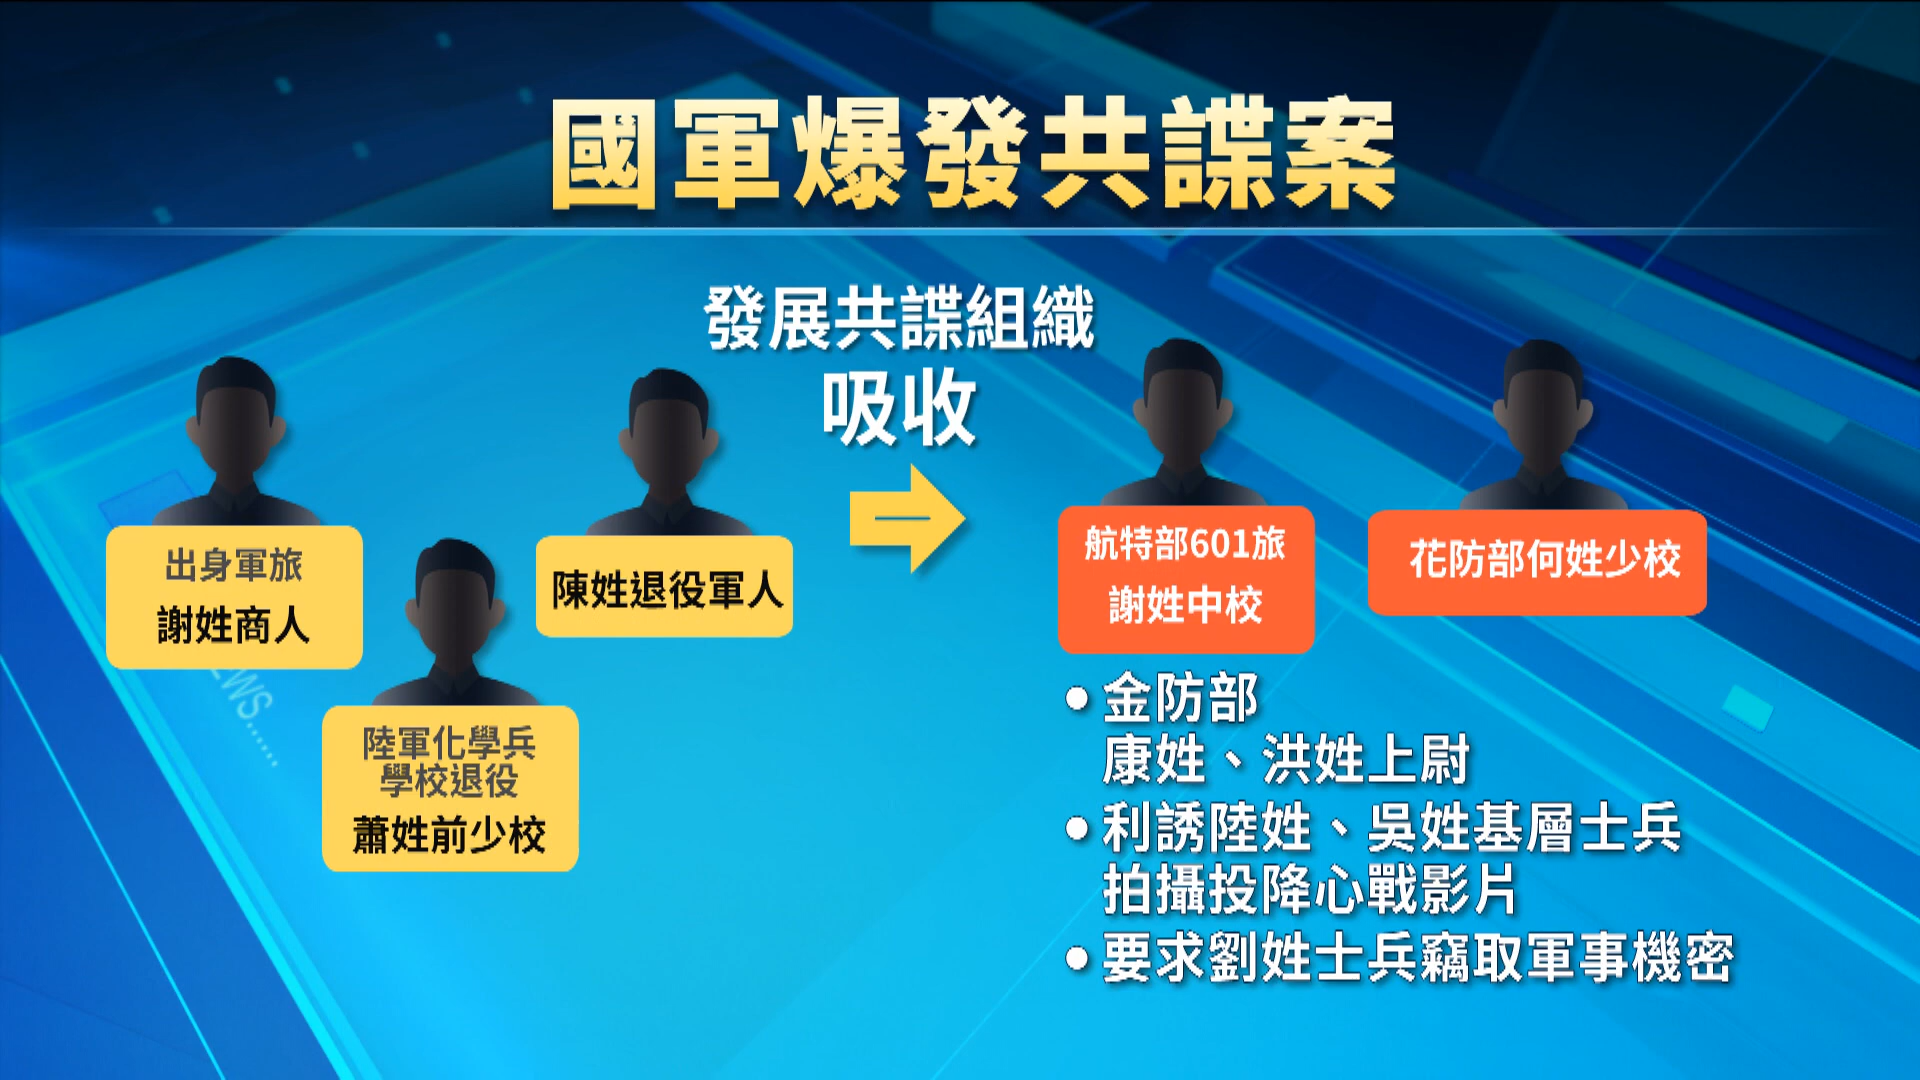 國軍爆發共諜案
發展共諜組織
吸收
出身軍旅
謝姓商人
陸軍化學兵
學校退役
蕭姓前少校
陳姓退役軍人
航特部601旅
謝姓中校
花防部何姓少校
•金防部
康姓、洪姓上尉
•利誘陸姓、吳姓基層士兵
拍攝投降心戰影片
•要求劉姓士兵竊取軍事機密